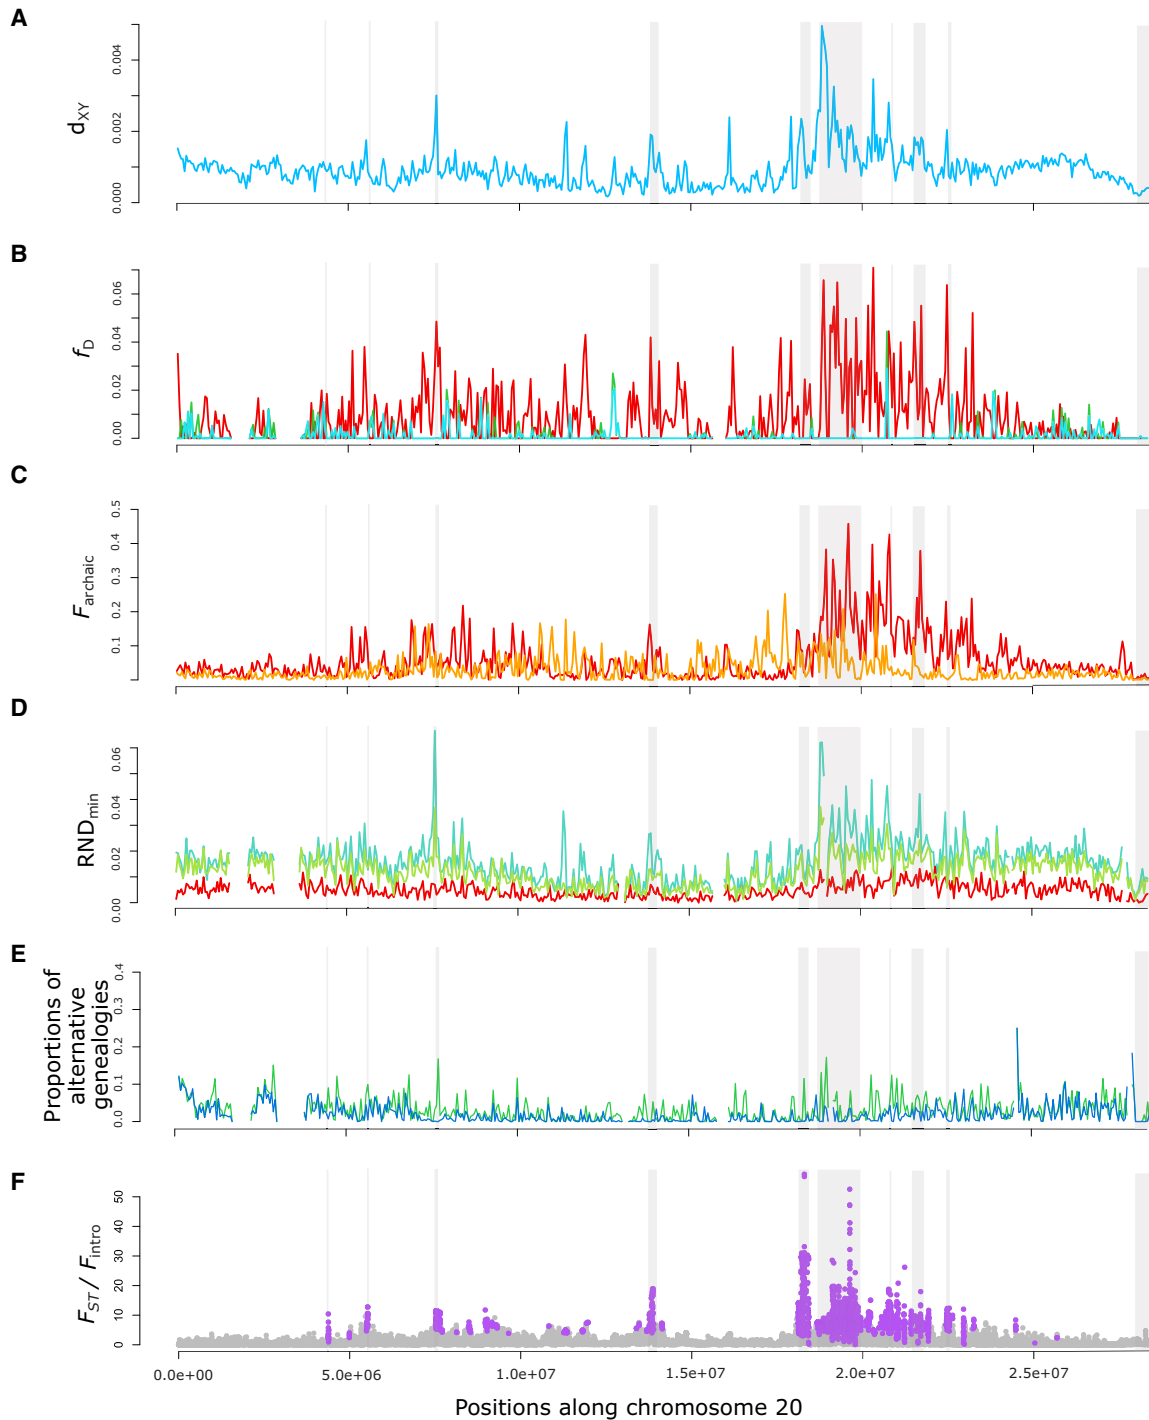 A
d_XY
0.000
0.002
0.004
B
f_D
0.00
0.02
0.04
0.06
C
F_archaic
0.1
0.2
0.3
0.4
0.5
D
RND_min
0.00
0.02
0.04
0.06
E
Proportions of
alternative
genealogies
0.0
0.1
0.2
0.3
0.4
F
F_ST / F_intro
0
10
20
30
40
50
0.0e+00 5.0e+06 1.0e+07 1.5e+07 2.0e+07 2.5e+07
Positions along chromosome 20